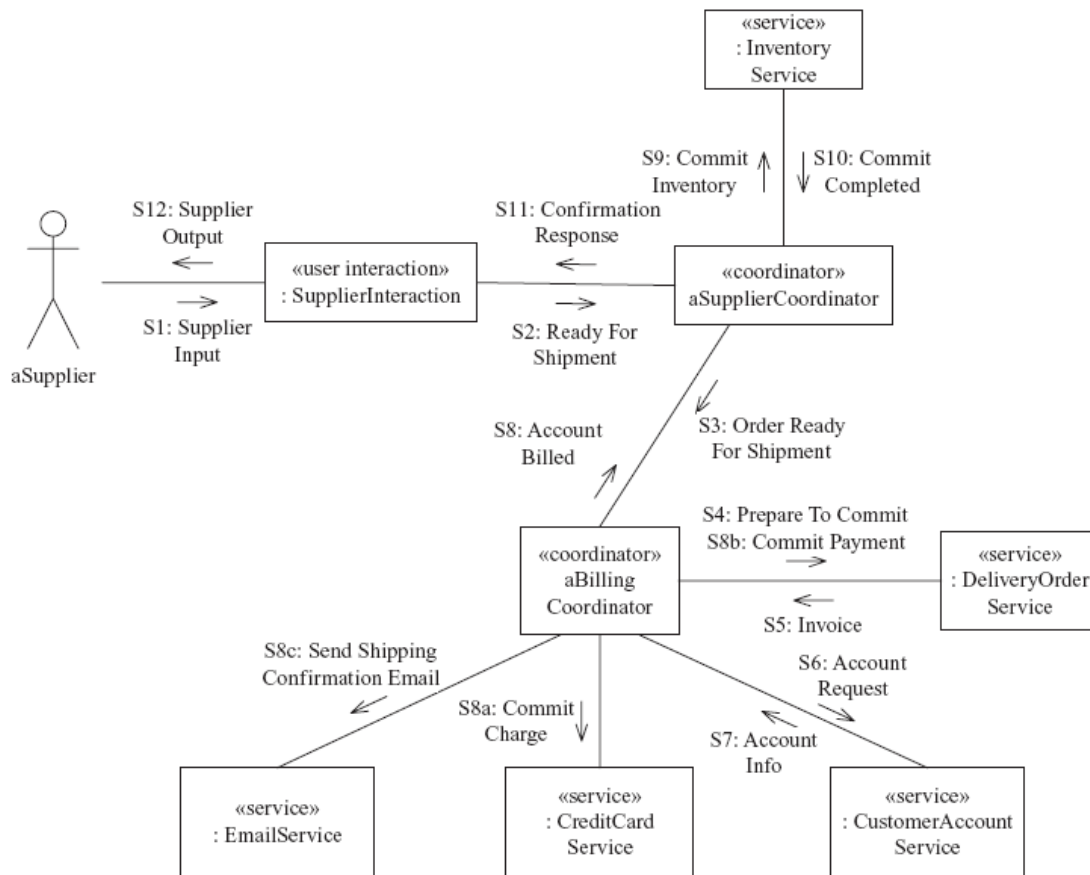 «service»
: Inventory
Service
S9: Commit
Inventory
S10: Commit
Completed
S12: Supplier
Output
S11: Confirmation
Response
«user interaction»
: SupplierInteraction
«coordinator»
aSupplierCoordinator
S1: Supplier
Input
S2: Ready For
Shipment
aSupplier
S8: Account
Billed
S3: Order Ready
For Shipment
«coordinator»
aBilling
Coordinator
S4: Prepare To Commit
S8b: Commit Payment
«service»
: DeliveryOrder
Service
S5: Invoice
S8c: Send Shipping
Confirmation Email
S8a: Commit
Charge
S6: Account
Request
S7: Account
Info
«service»
: EmailService
«service»
: CreditCard
Service
«service»
: CustomerAccount
Service